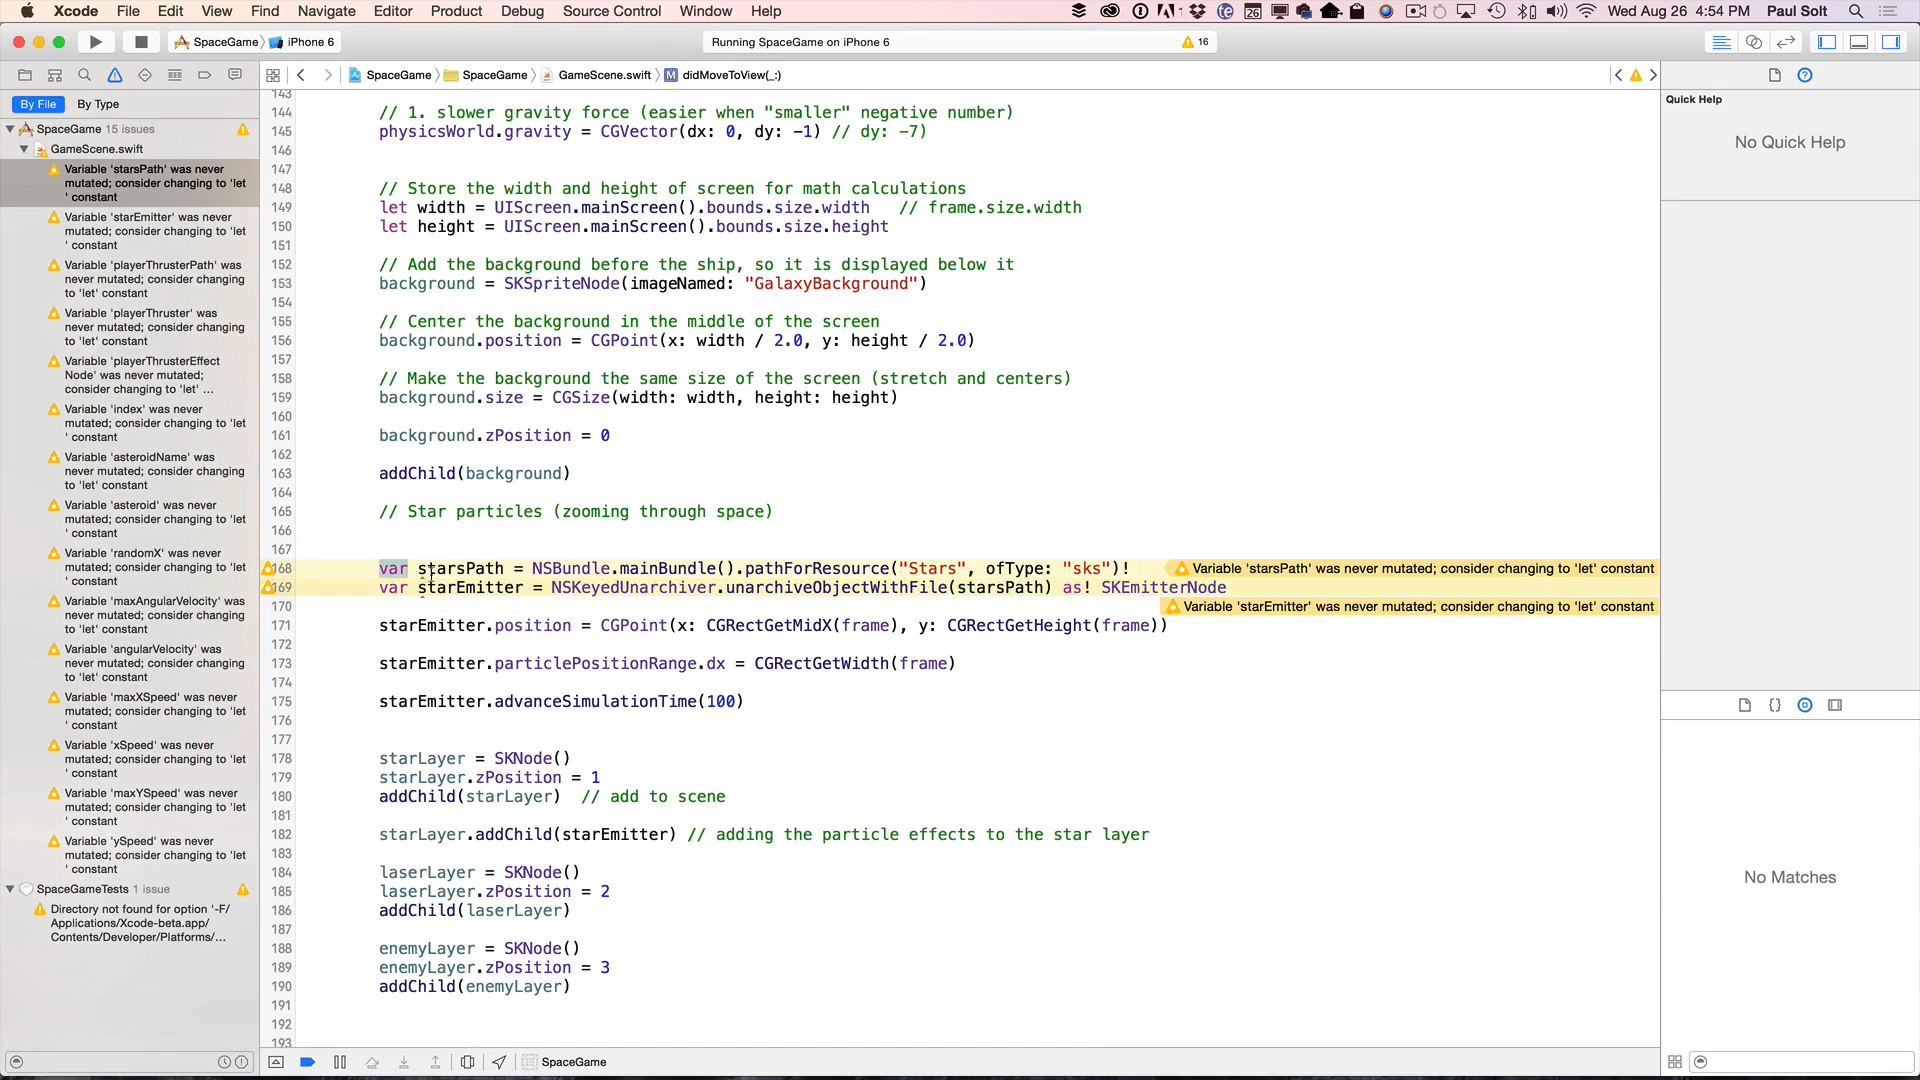 Xcode File Edit View Find Navigate Editor Product Debug Source Control Window Help
26
Wed Aug 26 4:54 PM Paul Solt
SpaceGame iPhone 6
Running SpaceGame on iPhone 6
16
SpaceGame SpaceGame GameScene.swift M didMoveToView(_:)
By File By Type
SpaceGame 15 issues
GameScene.swift
Variable 'starsPath' was never
mutated; consider changing to 'let
' constant
Variable 'starEmitter' was never
mutated; consider changing to 'let
' constant
Variable 'playerThrusterPath' was
never mutated; consider changing
to 'let' constant
Variable 'playerThruster' was
never mutated; consider changing
to 'let' constant
Variable 'playerThrusterEffect
Node' was never mutated;
consider changing to 'let' ...
Variable 'index' was never
mutated; consider changing to 'let
' constant
Variable 'asteroidName' was
never mutated; consider changing
to 'let' constant
Variable 'asteroid' was never
mutated; consider changing to 'let
' constant
Variable 'randomX' was never
mutated; consider changing to 'let
' constant
Variable 'maxAngularVelocity' was
never mutated; consider changing
to 'let' constant
Variable 'angularVelocity' was
never mutated; consider changing
to 'let' constant
Variable 'maxXSpeed' was never
mutated; consider changing to 'let
' constant
Variable 'xSpeed' was never
mutated; consider changing to 'let
' constant
Variable 'maxYSpeed' was never
mutated; consider changing to 'let
' constant
Variable 'ySpeed' was never
mutated; consider changing to 'let
' constant
SpaceGameTests 1 issue
Directory not found for option '-F/
Applications/Xcode-beta.app/
Contents/Developer/Platforms/...
143
144 // 1. slower gravity force (easier when "smaller" negative number)
145 physicsWorld.gravity = CGVector(dx: 0, dy: -1) // dy: -7)
146
147
148 // Store the width and height of screen for math calculations
149 let width = UIScreen.mainScreen().bounds.size.width // frame.size.width
150 let height = UIScreen.mainScreen().bounds.size.height
151
152 // Add the background before the ship, so it is displayed below it
153 background = SKSpriteNode(imageNamed: "GalaxyBackground")
154
155 // Center the background in the middle of the screen
156 background.position = CGPoint(x: width / 2.0, y: height / 2.0)
157
158 // Make the background the same size of the screen (stretch and centers)
159 background.size = CGSize(width: width, height: height)
160
161 background.zPosition = 0
162
163 addChild(background)
164
165 // Star particles (zooming through space)
166
167
168 var starsPath = NSBundle.mainBundle().pathForResource("Stars", ofType: "sks")! Variable 'starsPath' was never mutated; consider changing to 'let' constant
169 var starEmitter = NSKeyedUnarchiver.unarchiveObjectWithFile(starsPath) as! SKEmitterNode
170 Variable 'starEmitter' was never mutated; consider changing to 'let' constant
171 starEmitter.position = CGPoint(x: CGRectGetMidX(frame), y: CGRectGetHeight(frame))
172
173 starEmitter.particlePositionRange.dx = CGRectGetWidth(frame)
174
175 starEmitter.advanceSimulationTime(100)
176
177
178 starLayer = SKNode()
179 starLayer.zPosition = 1
180 addChild(starLayer) // add to scene
181
182 starLayer.addChild(starEmitter) // adding the particle effects to the star layer
183
184 laserLayer = SKNode()
185 laserLayer.zPosition = 2
186 addChild(laserLayer)
187
188 enemyLayer = SKNode()
189 enemyLayer.zPosition = 3
190 addChild(enemyLayer)
191
192
193
SpaceGame
Quick Help
No Quick Help
No Matches